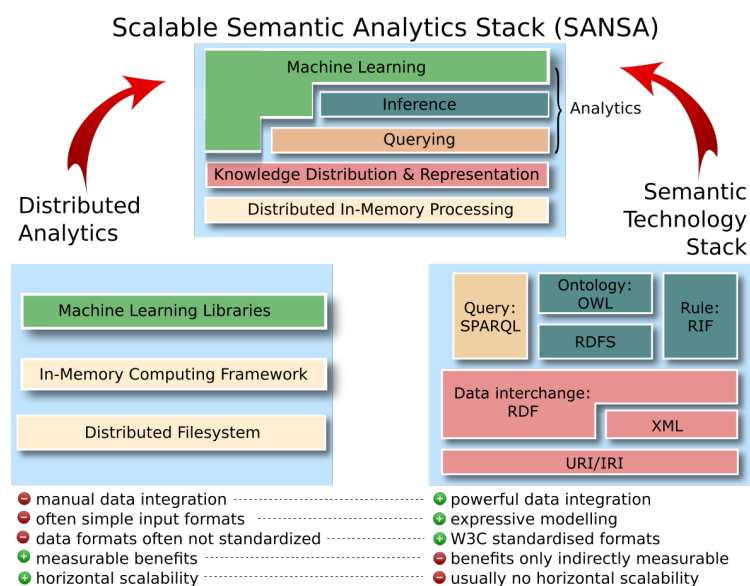 Scalable Semantic Analytics Stack (SANSA)
Machine Learning
Inference
Querying
Analytics
Knowledge Distribution & Representation
Distributed In-Memory Processing
Distributed
Analytics
Semantic
Technology
Stack
Machine Learning Libraries
In-Memory Computing Framework
Distributed Filesystem
Query:
SPARQL
Ontology:
OWL
RDFS
Rule:
RIF
Data interchange:
RDF
XML
URI/IRI
manual data integration
often simple input formats
data formats often not standardized
measurable benefits
horizontal scalability
powerful data integration
expressive modelling
W3C standardised formats
benefits only indirectly measurable
usually no horizontal scalability